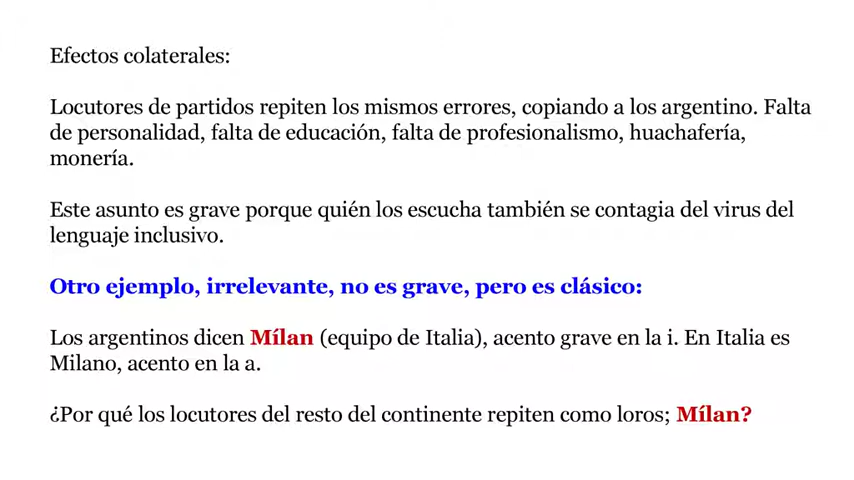 Efectos colaterales:
Locutores de partidos repiten los mismos errores, copiando a los argentino. Falta
de personalidad, falta de educación, falta de profesionalismo, huachafería,
monería.
Este asunto es grave porque quién los escucha también se contagia del virus del
lenguaje inclusivo.
Otro ejemplo, irrelevante, no es grave, pero es clásico:
Los argentinos dicen Mílan (equipo de Italia), acento grave en la i. En Italia es
Milano, acento en la a.
¿Por qué los locutores del resto del continente repiten como loros; Mílan?